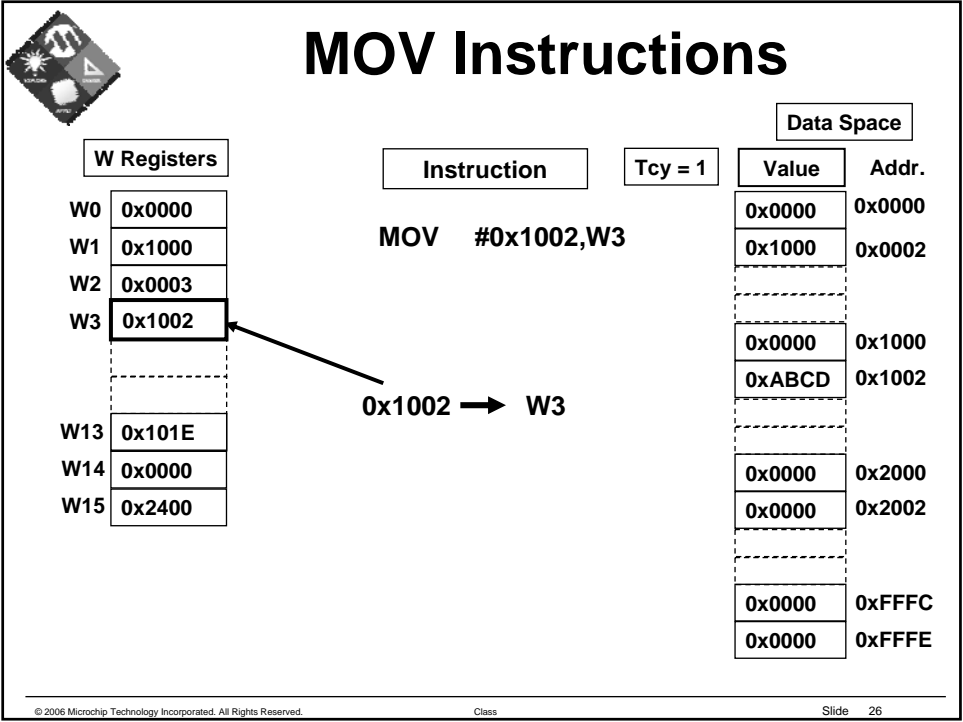 MOV Instructions
Data Space
W Registers
Instruction
Tcy = 1
Value Addr.
W0 0x0000
W1 0x1000
W2 0x0003
W3 0x1002
W13 0x101E
W14 0x0000
W15 0x2400
MOV #0x1002,W3
0x1002 → W3
0x0000 0x0000
0x1000 0x0002
0x0000 0x1000
0xABCD 0x1002
0x0000 0x2000
0x0000 0x2002
0x0000 0xFFFC
0x0000 0xFFFE
© 2006 Microchip Technology Incorporated. All Rights Reserved. Class Slide 26